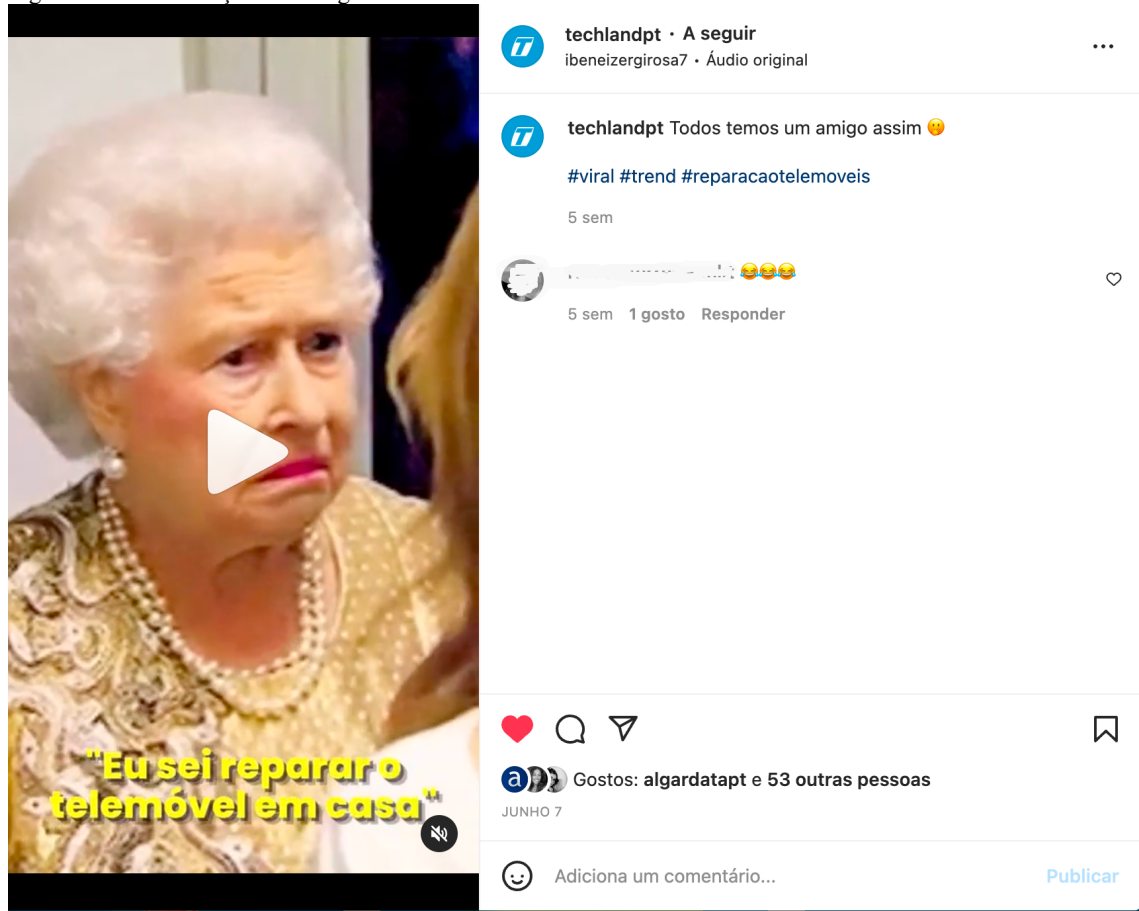 techlandpt • A seguir
ibeneizergirosa7 • Áudio original
techlandpt Todos temos um amigo assim 🤫
#viral #trend #reparacaotelemoveis
5 sem
😂😂😂
5 sem 1 gosto Responder
"Eu sei reparar o
telemóvel em casa"
Gostos: algardatapt e 53 outras pessoas
JUNHO 7
Adiciona um comentário... Publicar